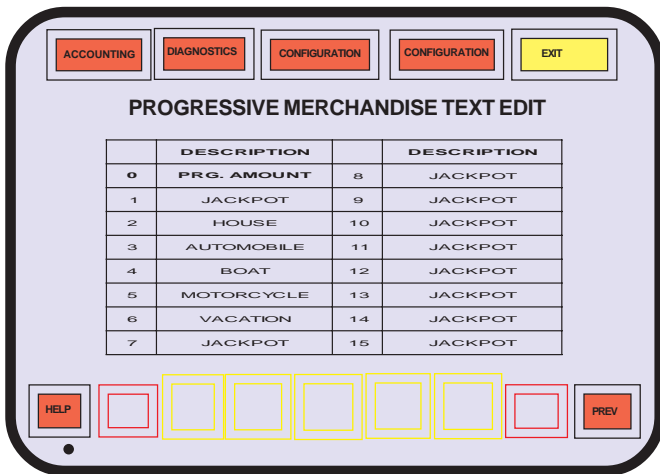 ACCOUNTING DIAGNOSTICS CONFIGURATION CONFIGURATION EXIT
PROGRESSIVE MERCHANDISE TEXT EDIT
DESCRIPTION DESCRIPTION
0 PRG. AMOUNT 8 JACKPOT
1 JACKPOT 9 JACKPOT
2 HOUSE 10 JACKPOT
3 AUTOMOBILE 11 JACKPOT
4 BOAT 12 JACKPOT
5 MOTORCYCLE 13 JACKPOT
6 VACATION 14 JACKPOT
7 JACKPOT 15 JACKPOT
HELP PREV